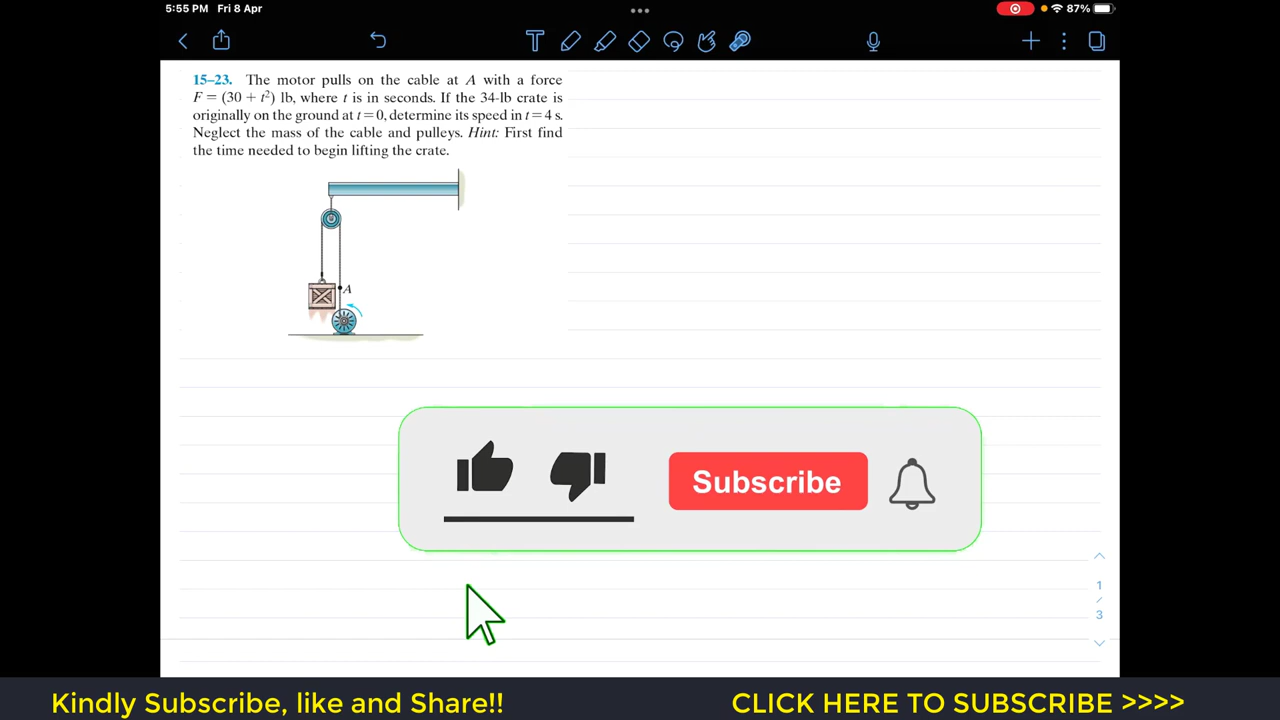 5:55 PM Fri 8 Apr
87%
15–23. The motor pulls on the cable at A with a force
F = (30 + t²) lb, where t is in seconds. If the 34-lb crate is
originally on the ground at t = 0, determine its speed in t = 4 s.
Neglect the mass of the cable and pulleys. Hint: First find
the time needed to begin lifting the crate.
A
Subscribe
1
/
3
Kindly Subscribe, like and Share!!
CLICK HERE TO SUBSCRIBE >>>>